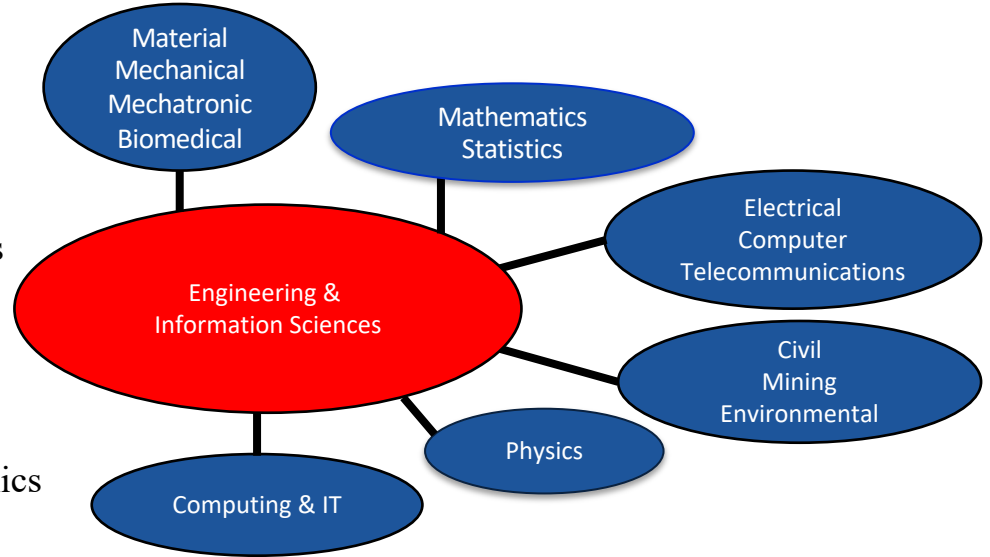 Material
Mechanical
Mechatronic
Biomedical
Mathematics
Statistics
Electrical
Computer
Telecommunications
s
Engineering &
Information Sciences
Civil
Mining
Environmental
Physics
ics
Computing & IT